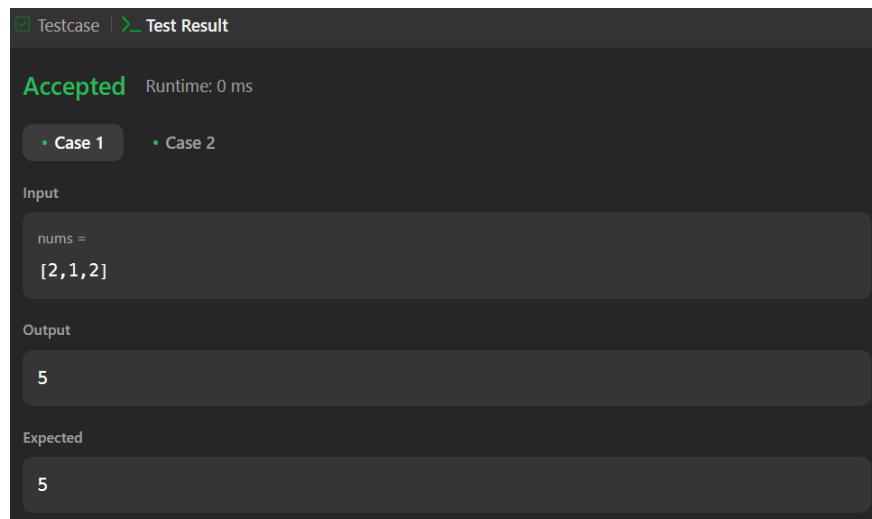 Testcase | >_ Test Result
Accepted Runtime: 0 ms
• Case 1 • Case 2
Input
nums =
[2,1,2]
Output
5
Expected
5